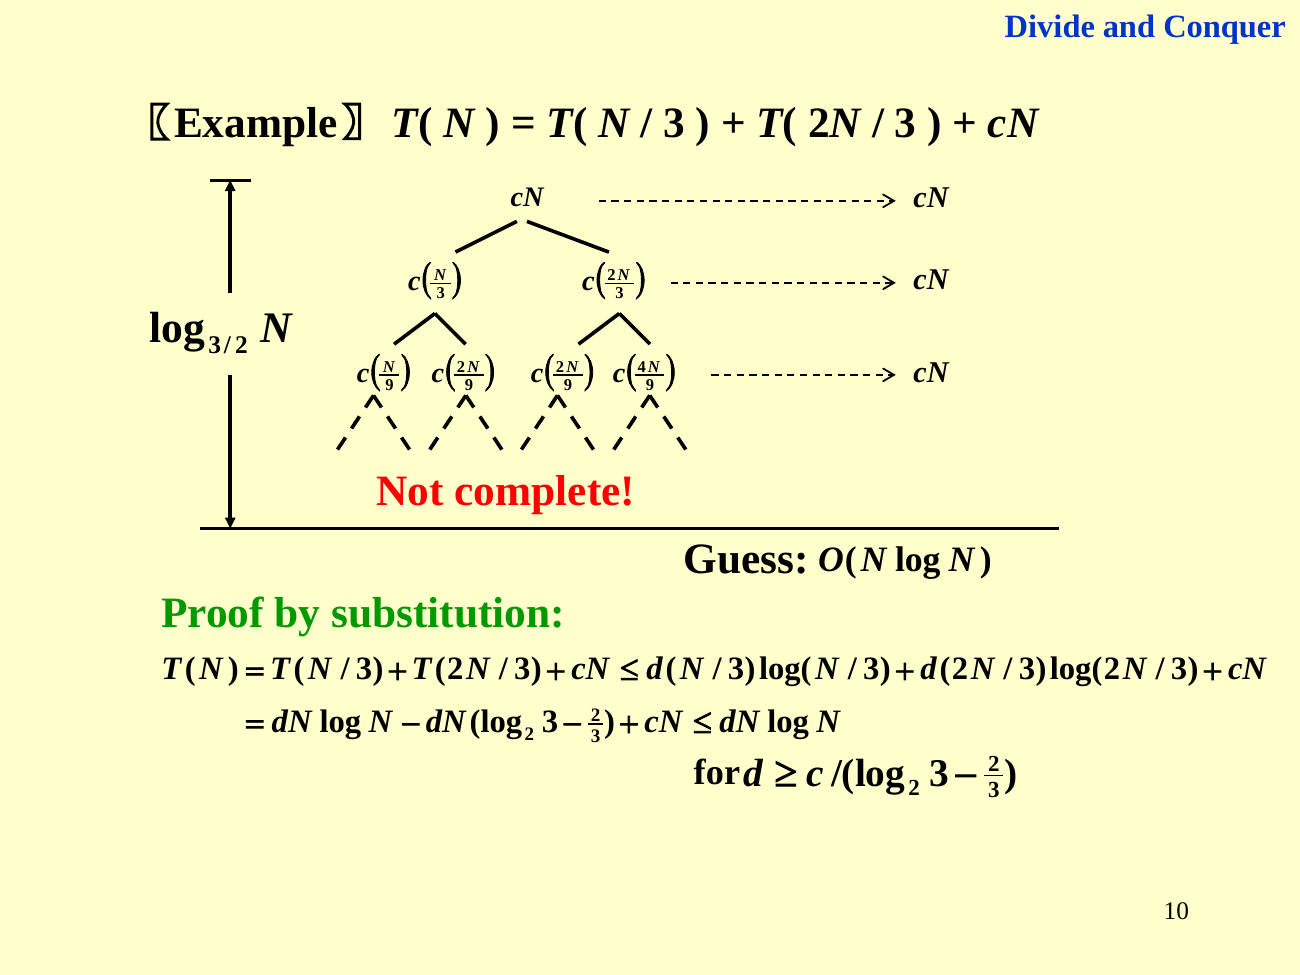 Divide and Conquer
〖Example〗 T( N ) = T( N / 3 ) + T( 2N / 3 ) + cN
cN cN
c(N/3) c(2N/3) cN
log3/2 N
c(N/9) c(2N/9) c(2N/9) c(4N/9) cN
Not complete!
Guess: O(N log N)
Proof by substitution:
T(N) = T(N / 3) + T(2N / 3) + cN ≤ d(N / 3) log(N / 3) + d(2N / 3) log(2N / 3) + cN
= dN log N − dN(log₂ 3 − 2/3) + cN ≤ dN log N
for d ≥ c /(log₂ 3 − 2/3)
10